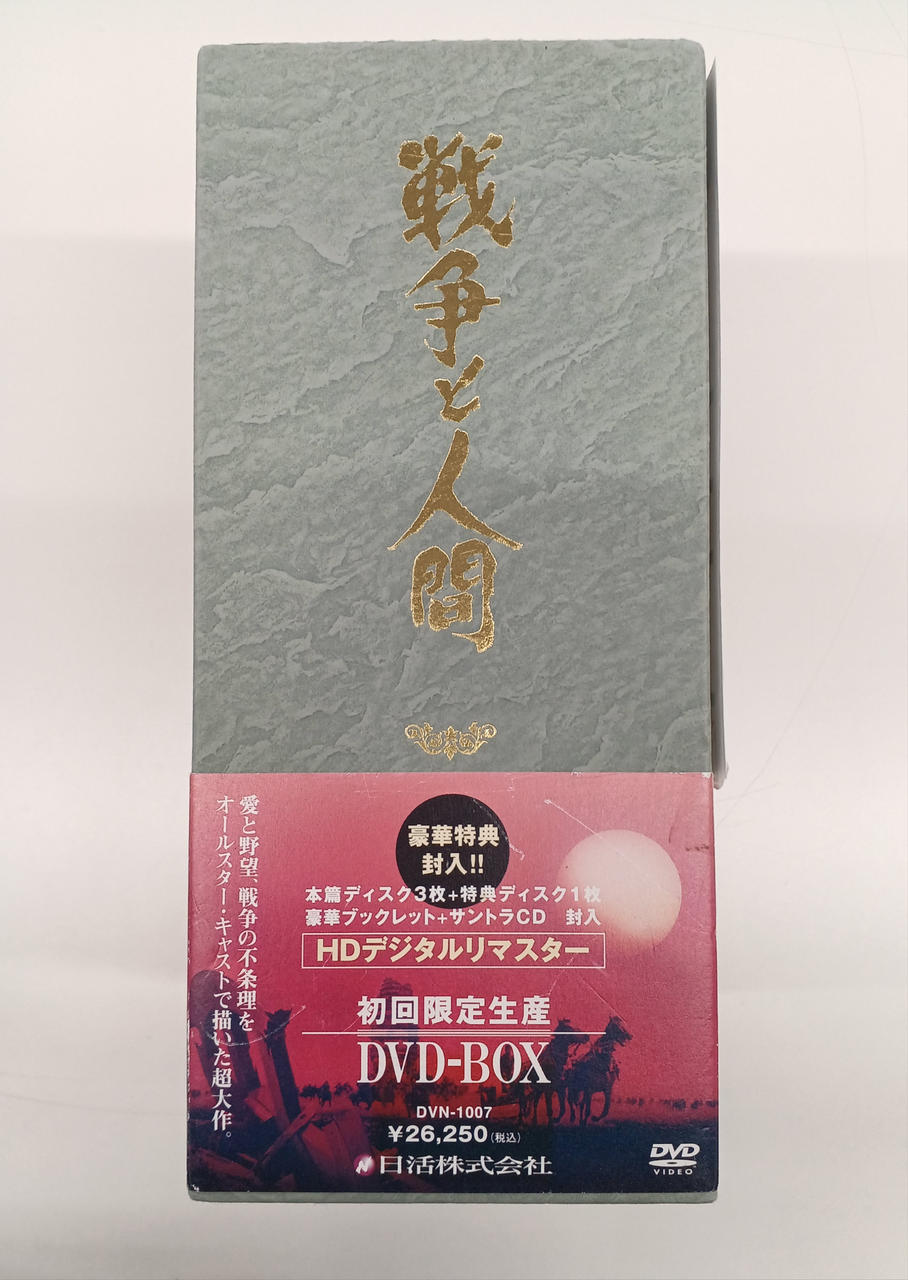 戦争と人間
愛と野望、戦争の不条理を
オールスター・キャストで描いた超大作。
豪華特典
封入!!
本篇ディスク3枚+特典ディスク1枚
豪華ブックレット+サントラCD 封入
HDデジタルリマスター
初回限定生産
DVD-BOX
DVN-1007
¥26,250(税込)
N日活株式会社
DVD
VIDEO